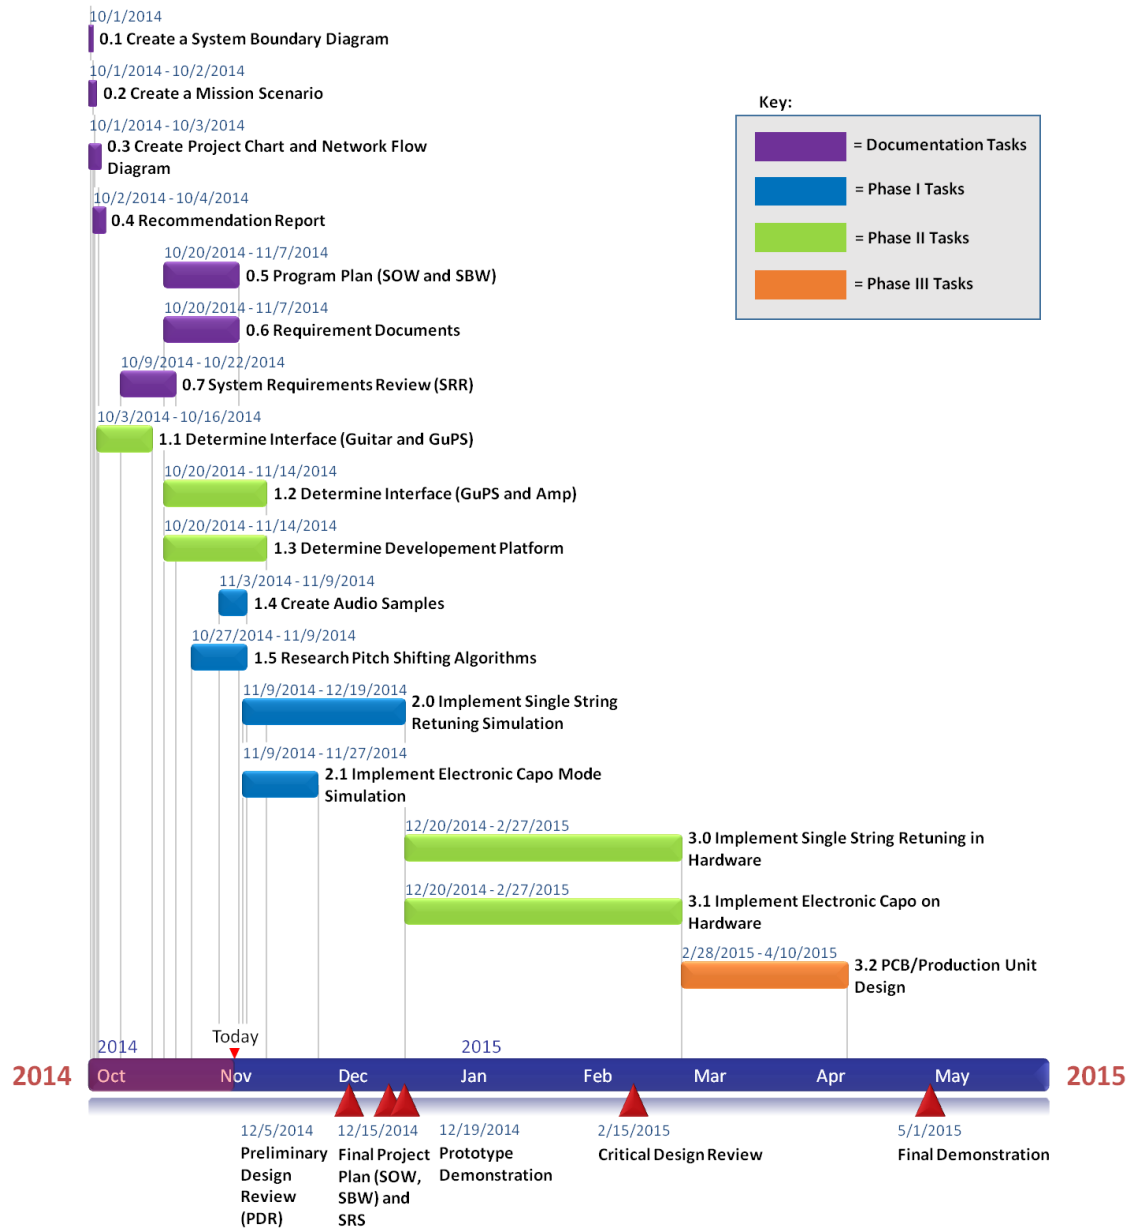 10/1/2014
0.1 Create a System Boundary Diagram
10/1/2014 - 10/2/2014
0.2 Create a Mission Scenario
10/1/2014 - 10/3/2014
0.3 Create Project Chart and Network Flow
Diagram
10/2/2014 - 10/4/2014
0.4 Recommendation Report
10/20/2014 - 11/7/2014
0.5 Program Plan (SOW and SBW)
10/20/2014 - 11/7/2014
0.6 Requirement Documents
10/9/2014 - 10/22/2014
0.7 System Requirements Review (SRR)
10/3/2014 - 10/16/2014
1.1 Determine Interface (Guitar and GuPS)
10/20/2014 - 11/14/2014
1.2 Determine Interface (GuPS and Amp)
10/20/2014 - 11/14/2014
1.3 Determine Developement Platform
11/3/2014 - 11/9/2014
1.4 Create Audio Samples
10/27/2014 - 11/9/2014
1.5 Research Pitch Shifting Algorithms
11/9/2014 - 12/19/2014
2.0 Implement Single String
Retuning Simulation
11/9/2014 - 11/27/2014
2.1 Implement Electronic Capo Mode
Simulation
12/20/2014 - 2/27/2015
3.0 Implement Single String Retuning in
Hardware
12/20/2014 - 2/27/2015
3.1 Implement Electronic Capo on
Hardware
2/28/2015 - 4/10/2015
3.2 PCB/Production Unit
Design
Key:
= Documentation Tasks
= Phase I Tasks
= Phase II Tasks
= Phase III Tasks
Today
2014 2015
2014 Oct Nov Dec Jan Feb Mar Apr May 2015
12/5/2014
Preliminary
Design
Review
(PDR)
12/15/2014
Final Project
Plan (SOW,
SBW) and
SRS
12/19/2014
Prototype
Demonstration
2/15/2015
Critical Design Review
5/1/2015
Final Demonstration